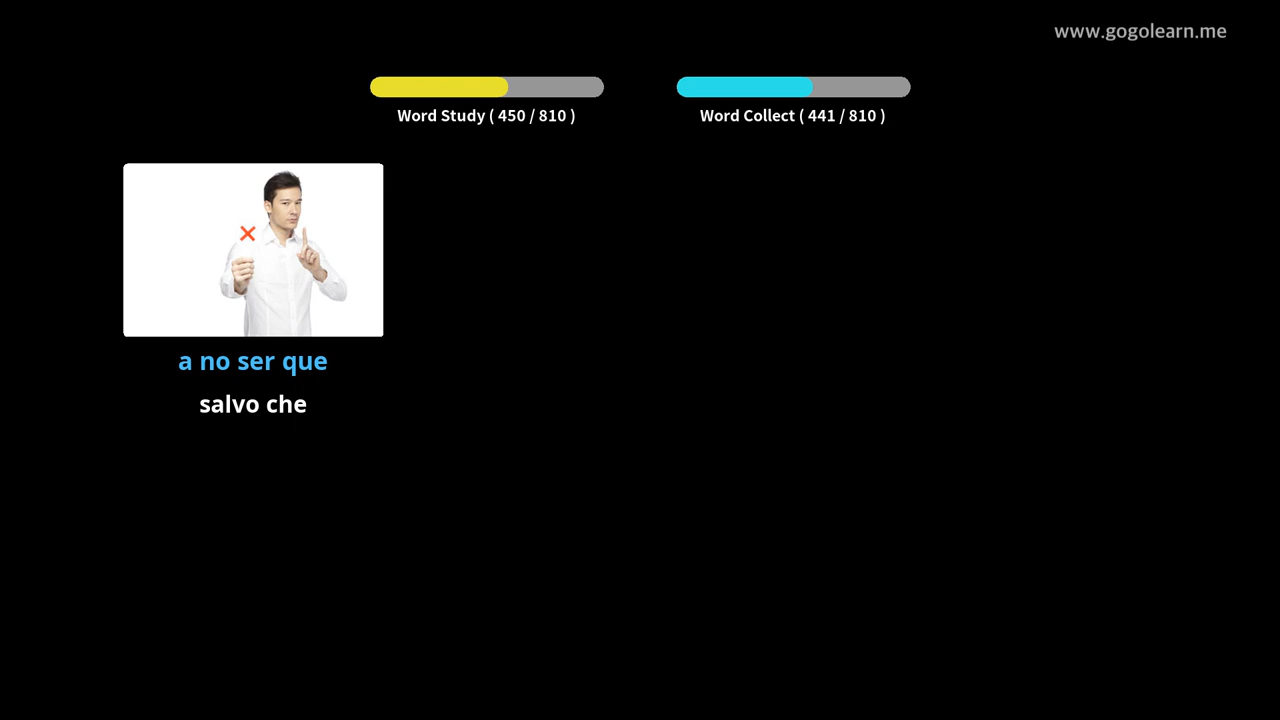 www.gogolearn.me
Word Study ( 450 / 810 )
Word Collect ( 441 / 810 )
a no ser que
salvo che